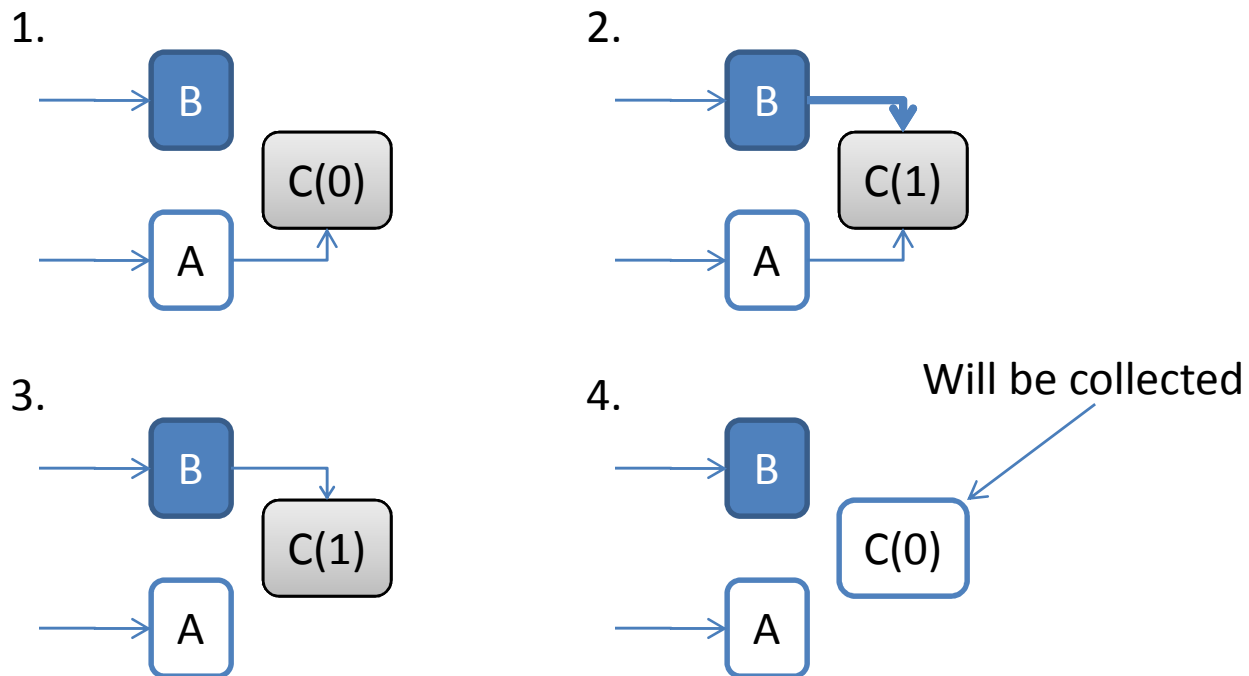 1.
B
C(0)
A
2.
B
C(1)
A
3.
B
C(1)
A
4.
Will be collected
B
C(0)
A